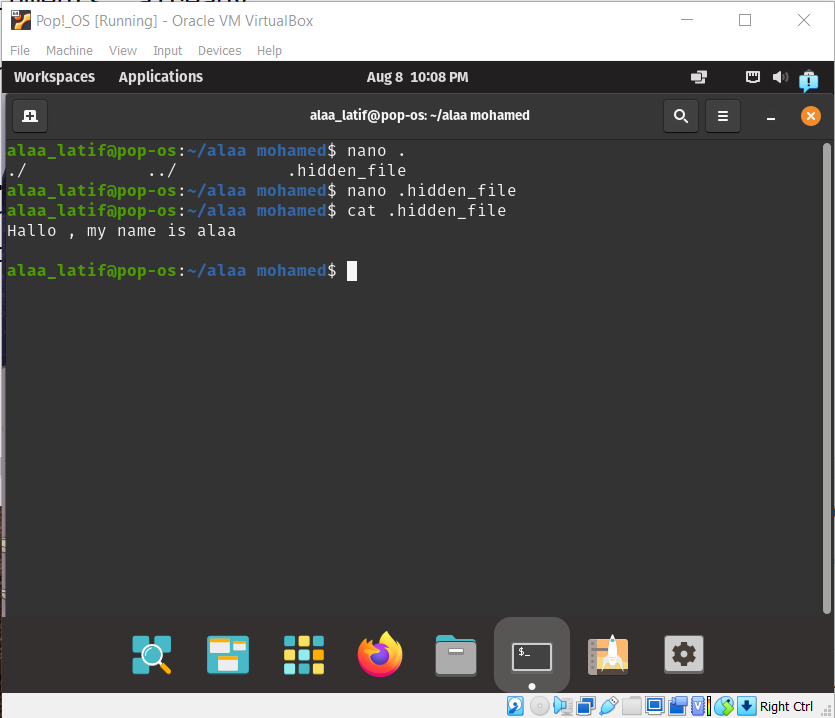 Pop!_OS [Running] - Oracle VM VirtualBox
File Machine View Input Devices Help
Workspaces Applications Aug 8 10:08 PM
alaa_latif@pop-os: ~/alaa mohamed
alaa_latif@pop-os:~/alaa mohamed$ nano .
./ ../ .hidden_file
alaa_latif@pop-os:~/alaa mohamed$ nano .hidden_file
alaa_latif@pop-os:~/alaa mohamed$ cat .hidden_file
Hallo , my name is alaa
alaa_latif@pop-os:~/alaa mohamed$
$_
Right Ctrl